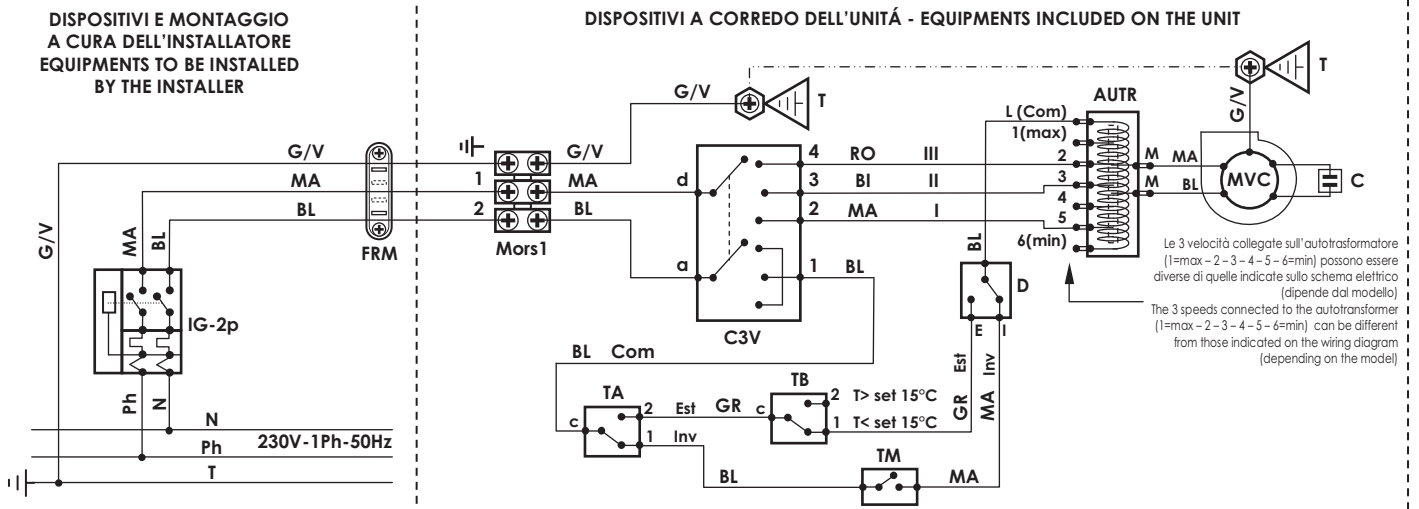 DISPOSITIVI E MONTAGGIO
A CURA DELL'INSTALLATORE
EQUIPMENTS TO BE INSTALLED
BY THE INSTALLER
DISPOSITIVI A CORREDO DELL'UNITÁ - EQUIPMENTS INCLUDED ON THE UNIT
T
G/V
T
AUTR
G/V
L (Com)
1(max)
G/V
G/V
4 RO III
2
M MA
MA
1
MA
d
3 BI II
3
MVC
C
BL
2
BL
2 MA I
4
M BL
5
6(min)
G/V
MA
BL
FRM
Mors1
a
1 BL
BL
D
IG-2p
C3V
E I
Le 3 velocità collegate sull'autotrasformatore
(1=max – 2 – 3 – 4 – 5 – 6=min) possono essere
diverse di quelle indicate sullo schema elettrico
(dipende dal modello)
The 3 speeds connected to the autotransformer
(1=max – 2 – 3 – 4 – 5 – 6=min) can be different
from those indicated on the wiring diagram
(depending on the model)
BL Com
Est
Inv
GR
MA
Ph
N
TA
TB
c
2 Est GR
c
2 T> set 15°C
1 Inv
1 T< set 15°C
N
230V-1Ph-50Hz
Ph
T
TM
BL
MA